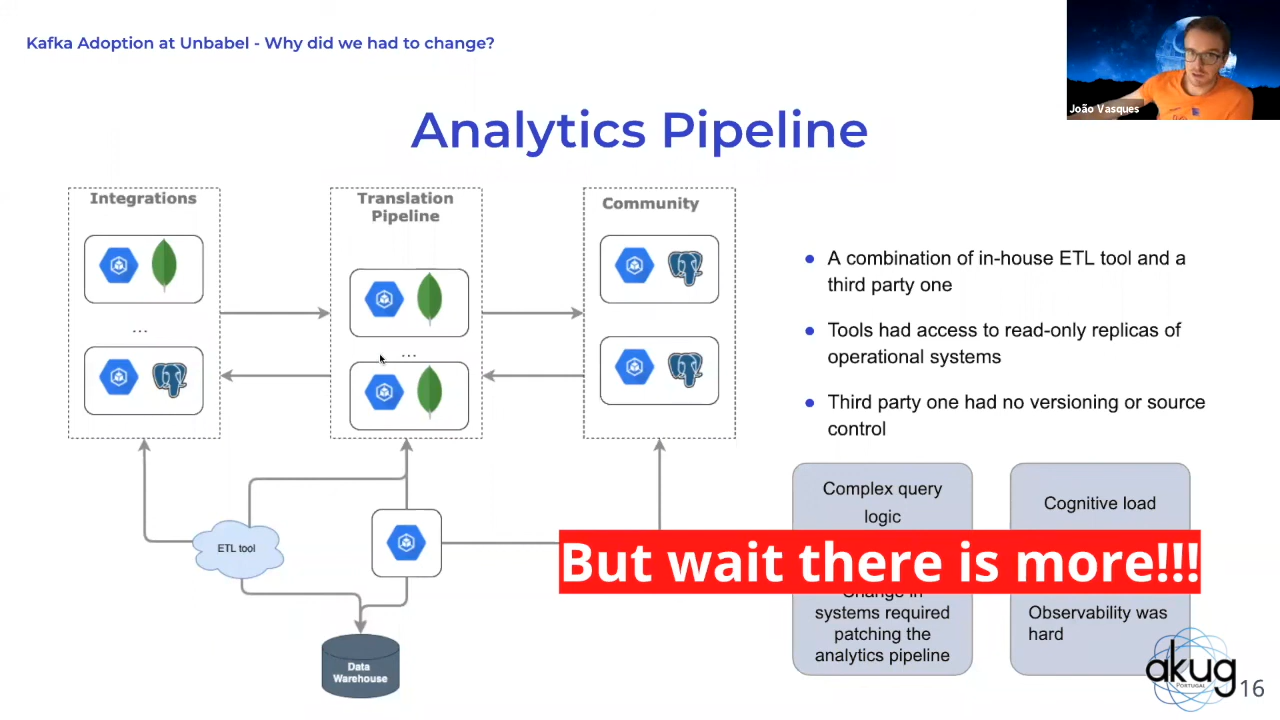 Kafka Adoption at Unbabel - Why did we had to change?
João Vasques
Analytics Pipeline
Integrations
...
Translation
Pipeline
...
Community
ETL tool
Data
Warehouse
A combination of in-house ETL tool and a
third party one
Tools had access to read-only replicas of
operational systems
Third party one had no versioning or source
control
Complex query
logic
Cognitive load
But wait there is more!!!
Change in
systems required
patching the
analytics pipeline
Observability was
hard
akug
PORTUGAL
16